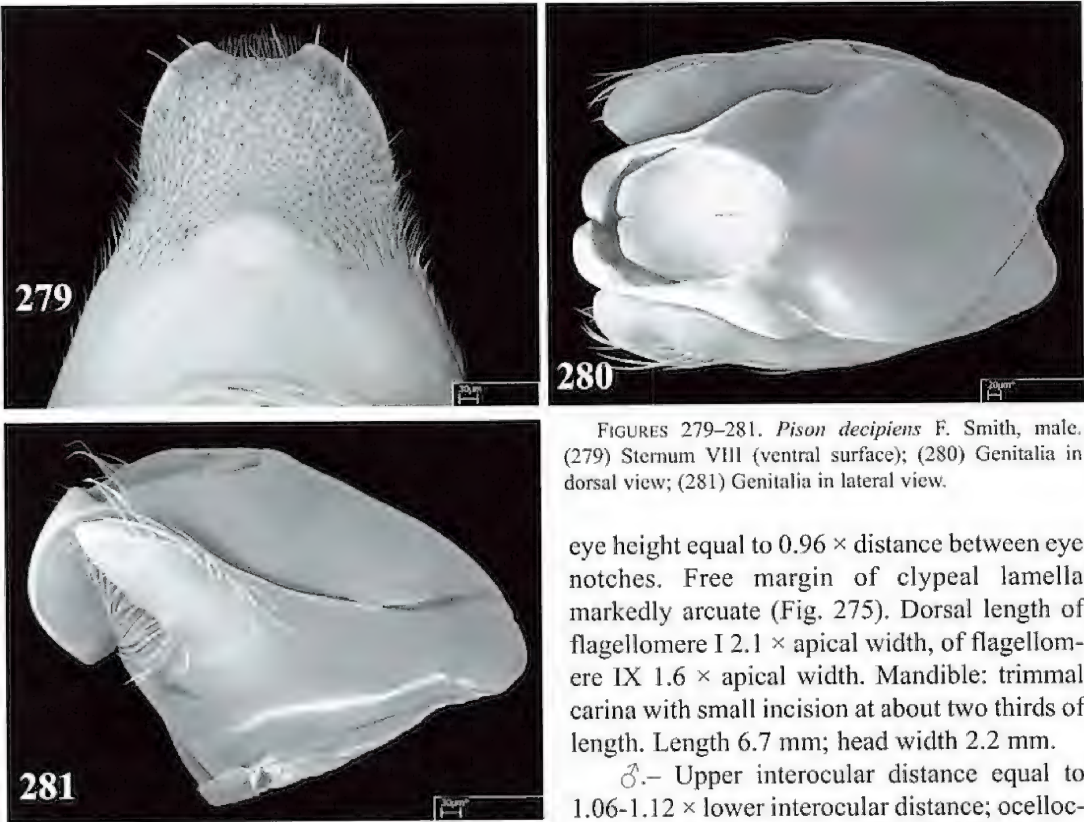 279
30µm
280
20µm
281
30µm
FIGURES 279–281. Pison decipiens F. Smith, male.
(279) Sternum VIII (ventral surface); (280) Genitalia in
dorsal view; (281) Genitalia in lateral view.
eye height equal to 0.96 × distance between eye
notches. Free margin of clypeal lamella
markedly arcuate (Fig. 275). Dorsal length of
flagellomere I 2.1 × apical width, of flagellom-
ere IX 1.6 × apical width. Mandible: trimmal
carina with small incision at about two thirds of
length. Length 6.7 mm; head width 2.2 mm.
♂.– Upper interocular distance equal to
1.06-1.12 × lower interocular distance; ocelloc-